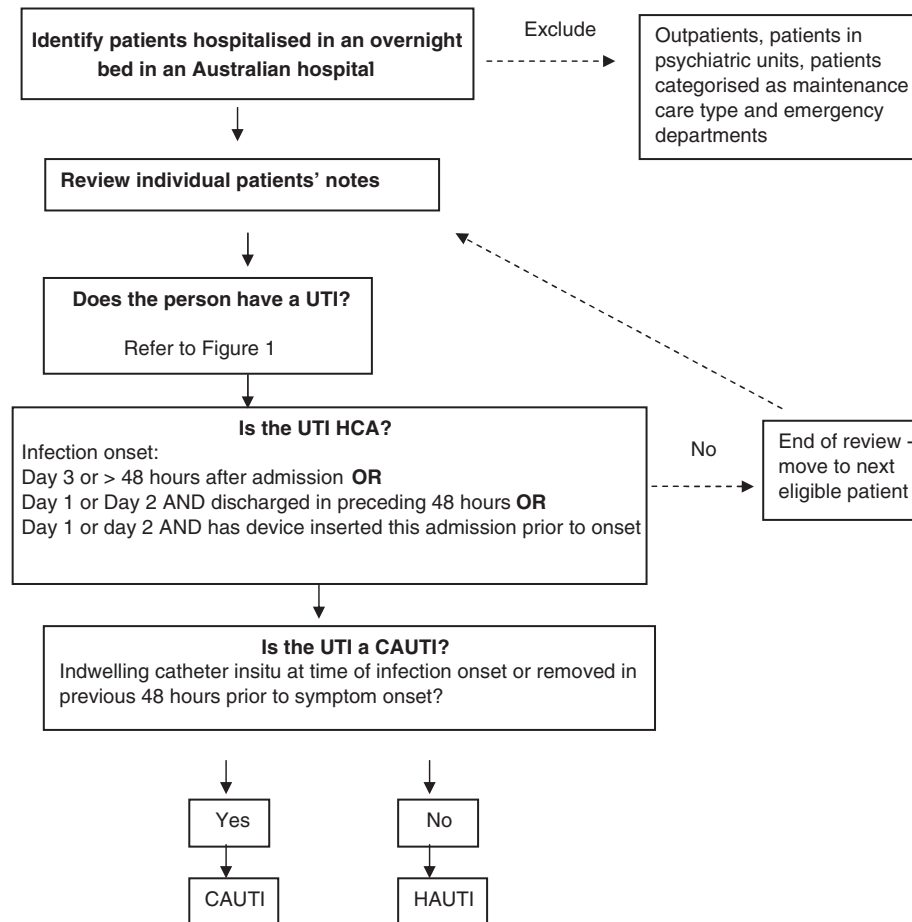 Identify patients hospitalised in an overnight
bed in an Australian hospital
Exclude
Outpatients, patients in
psychiatric units, patients
categorised as maintenance
care type and emergency
departments
Review individual patients' notes
Does the person have a UTI?
Refer to Figure 1
Is the UTI HCA?
Infection onset:
Day 3 or > 48 hours after admission OR
Day 1 or Day 2 AND discharged in preceding 48 hours OR
Day 1 or day 2 AND has device inserted this admission prior to onset
No
End of review -
move to next
eligible patient
Is the UTI a CAUTI?
Indwelling catheter insitu at time of infection onset or removed in
previous 48 hours prior to symptom onset?
Yes
No
CAUTI
HAUTI